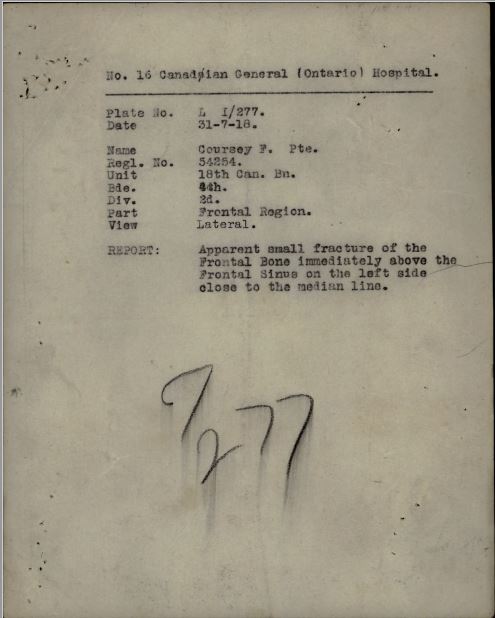 No. 16 Canadaian General (Ontario) Hospital.
Plate No. L I/277.
Date 31-7-18.
Name Coursey F. Pte.
Regl. No. 54254.
Unit 18th Can. Bn.
Bde. 4th.
Div. 2d.
Part Frontal Region.
View Lateral.
REPORT: Apparent small fracture of the
Frontal Bone immediately above the
Frontal Sinus on the left side
close to the median line.
277